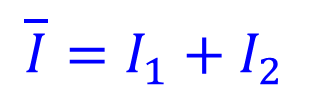 Ī = I₁ + I₂